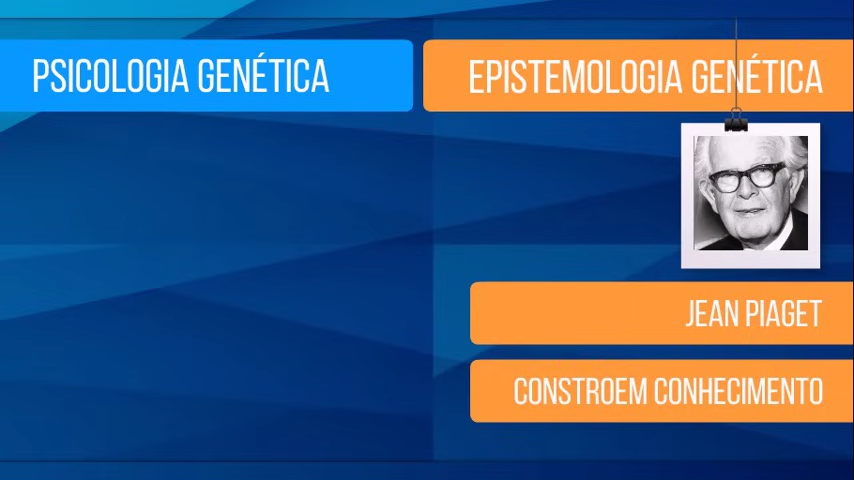 PSICOLOGIA GENÉTICA
EPISTEMOLOGIA GENÉTICA
JEAN PIAGET
CONSTROEM CONHECIMENTO